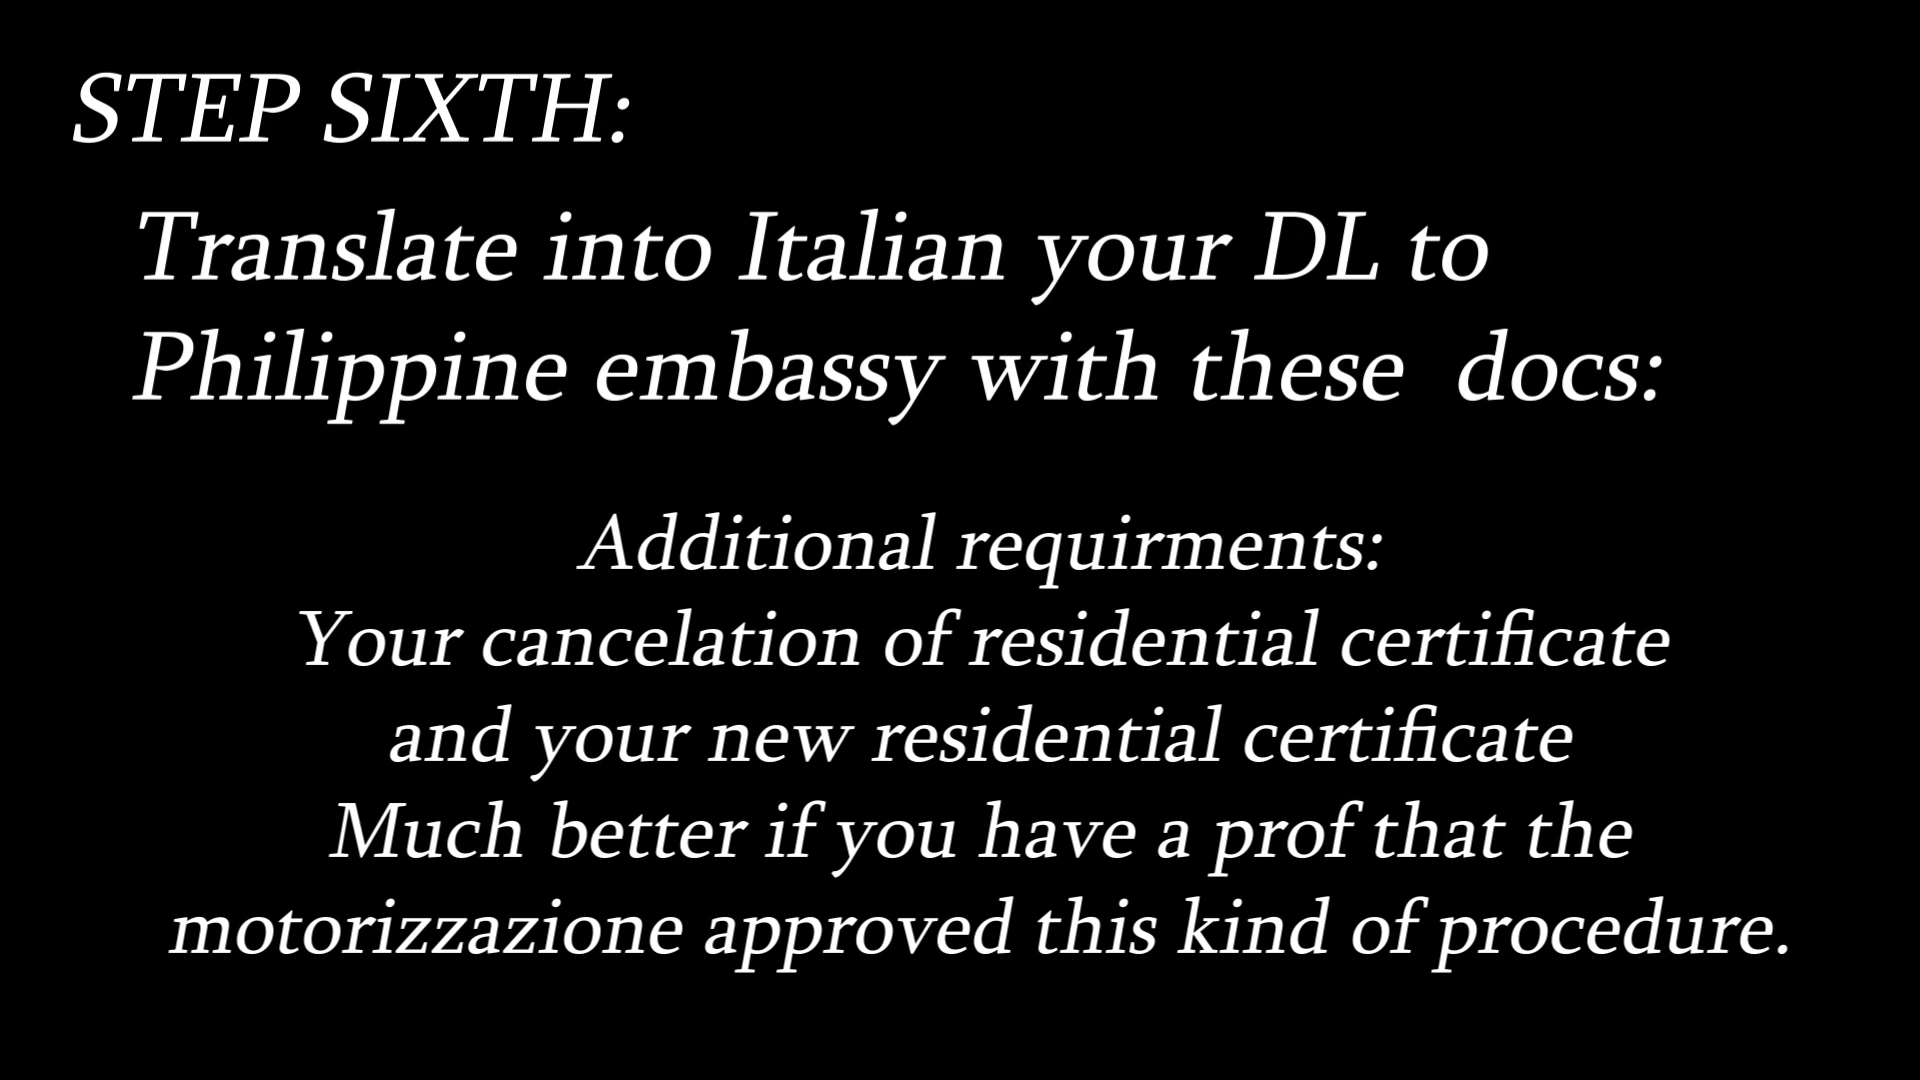 STEP SIXTH:
Translate into Italian your DL to
Philippine embassy with these  docs:
Additional requirments:
Your cancelation of residential certificate
and your new residential certificate
Much better if you have a prof that the
motorizzazione approved this kind of procedure.